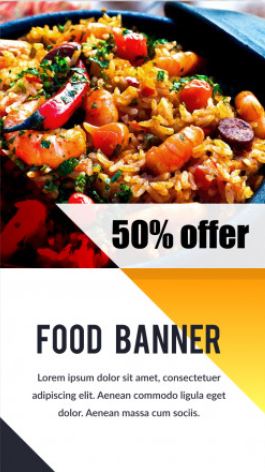 50% offer
FOOD BANNER
Lorem ipsum dolor sit amet, consectetuer
adipiscing elit. Aenean commodo ligula eget
dolor. Aenean massa cum sociis.